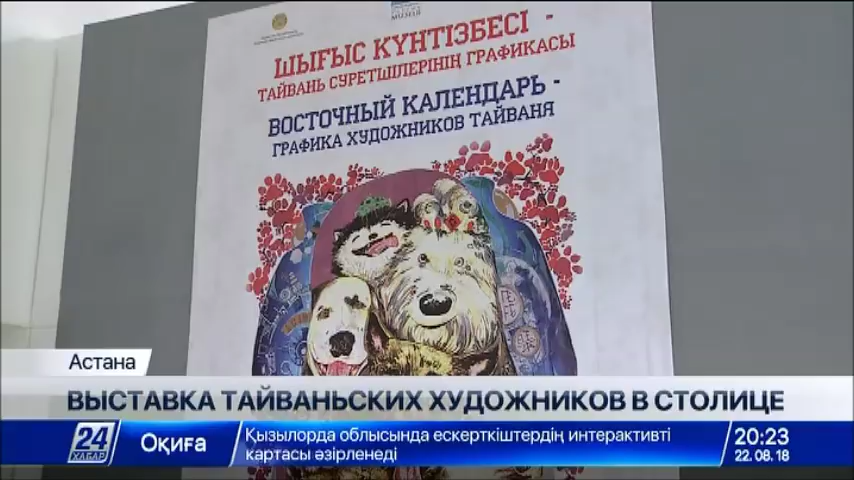 ШЫҒЫС КҮНТІЗБЕСІ -
ТАЙВАНЬ СУРЕТШІЛЕРІНІҢ ГРАФИКАСЫ
ВОСТОЧНЫЙ КАЛЕНДАРЬ -
ГРАФИКА ХУДОЖНИКОВ ТАЙВАНЯ
Астана
ВЫСТАВКА ТАЙВАНЬСКИХ ХУДОЖНИКОВ В СТОЛИЦЕ
24 ХАБАР
Оқиға
Қызылорда облысында ескерткіштердің интерактивті
картасы әзірленеді
20:23
22.08.18